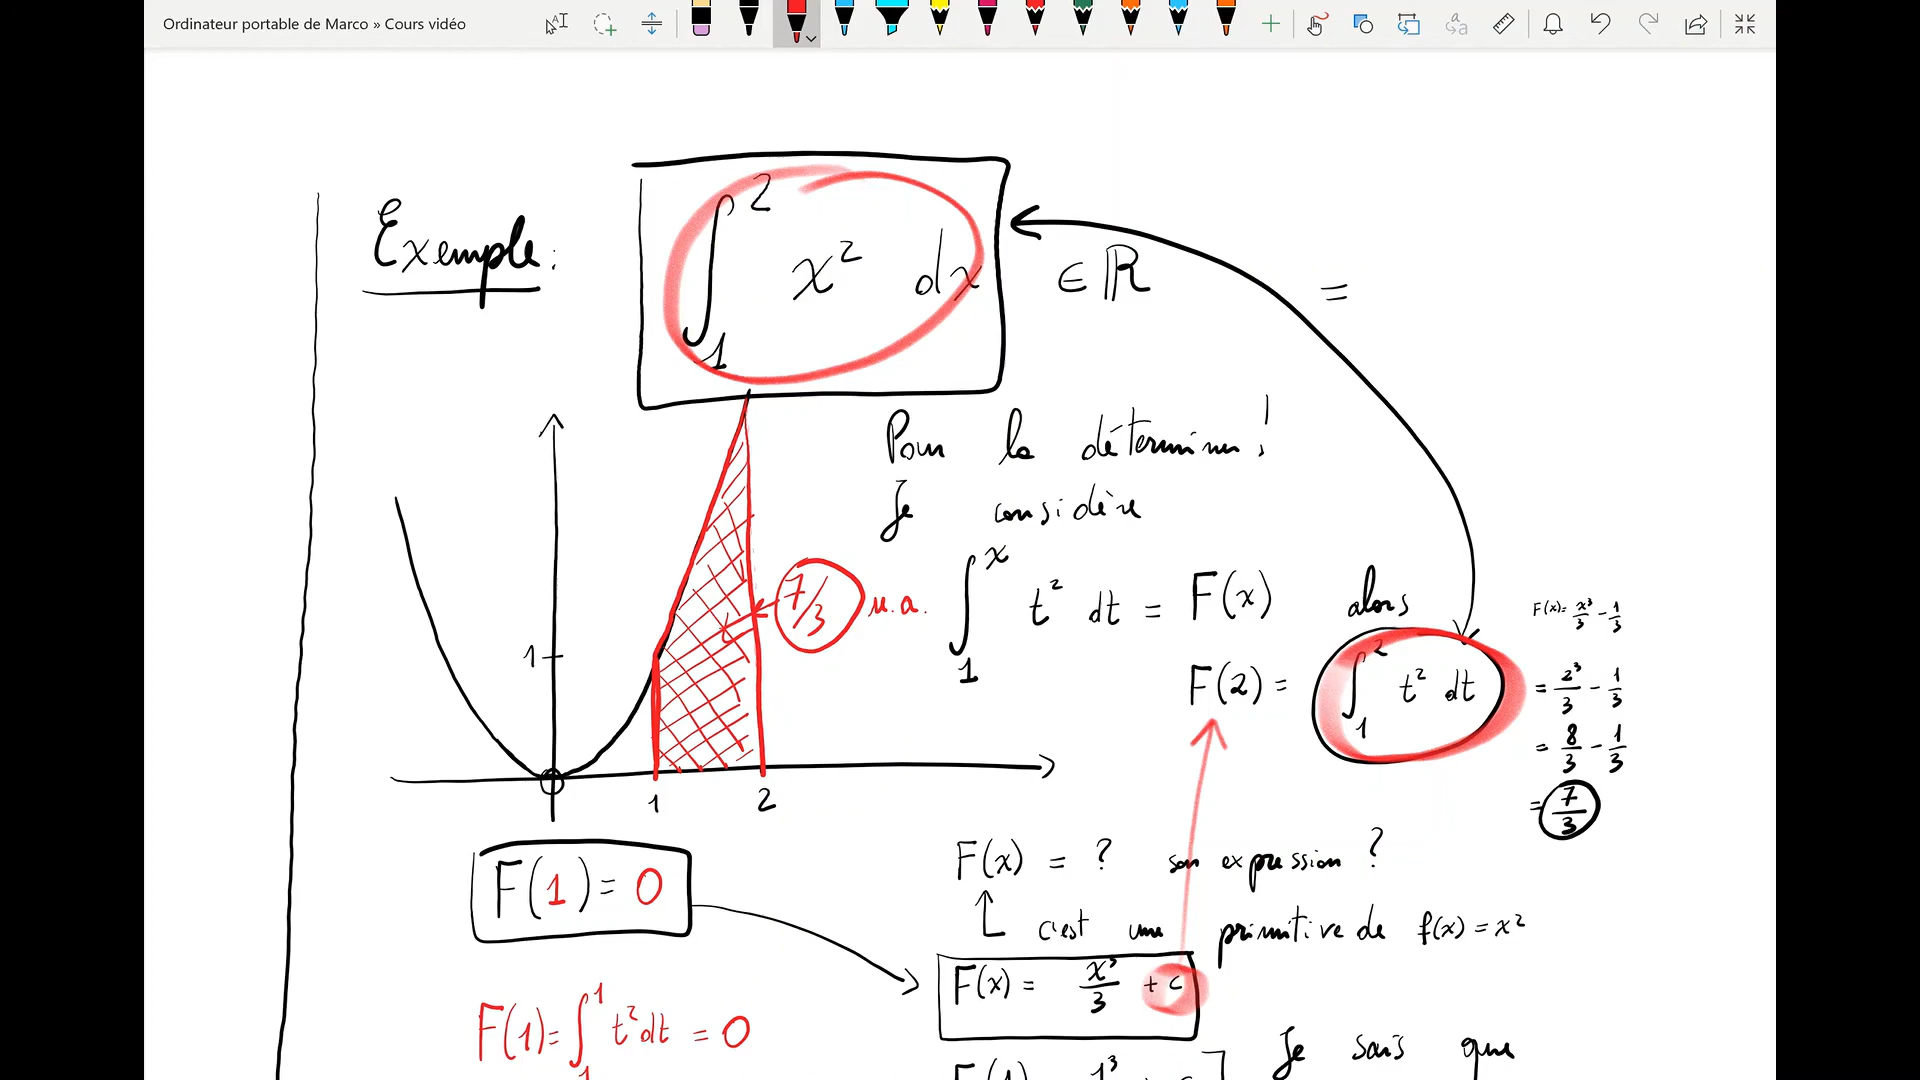 Ordinateur portable de Marco » Cours vidéo
Exemple:
∫₁² x² dx ∈ ℝ =
Pour la déterminer!
Je considère
∫₁ˣ t² dt = F(x) alors
F(2) = ∫₁² t² dt
F(x) = x³/3 - 1/3
= 2³/3 - 1/3
= 8/3 - 1/3
= 7/3
7/3 u.a.
1
1 2
F(1) = 0
F(x) = ? son expression ?
c'est une primitive de f(x) = x²
F(x) = x³/3 + c
F(1) = ∫₁¹ t² dt = 0
Je sais que
F(1) 1³ + c